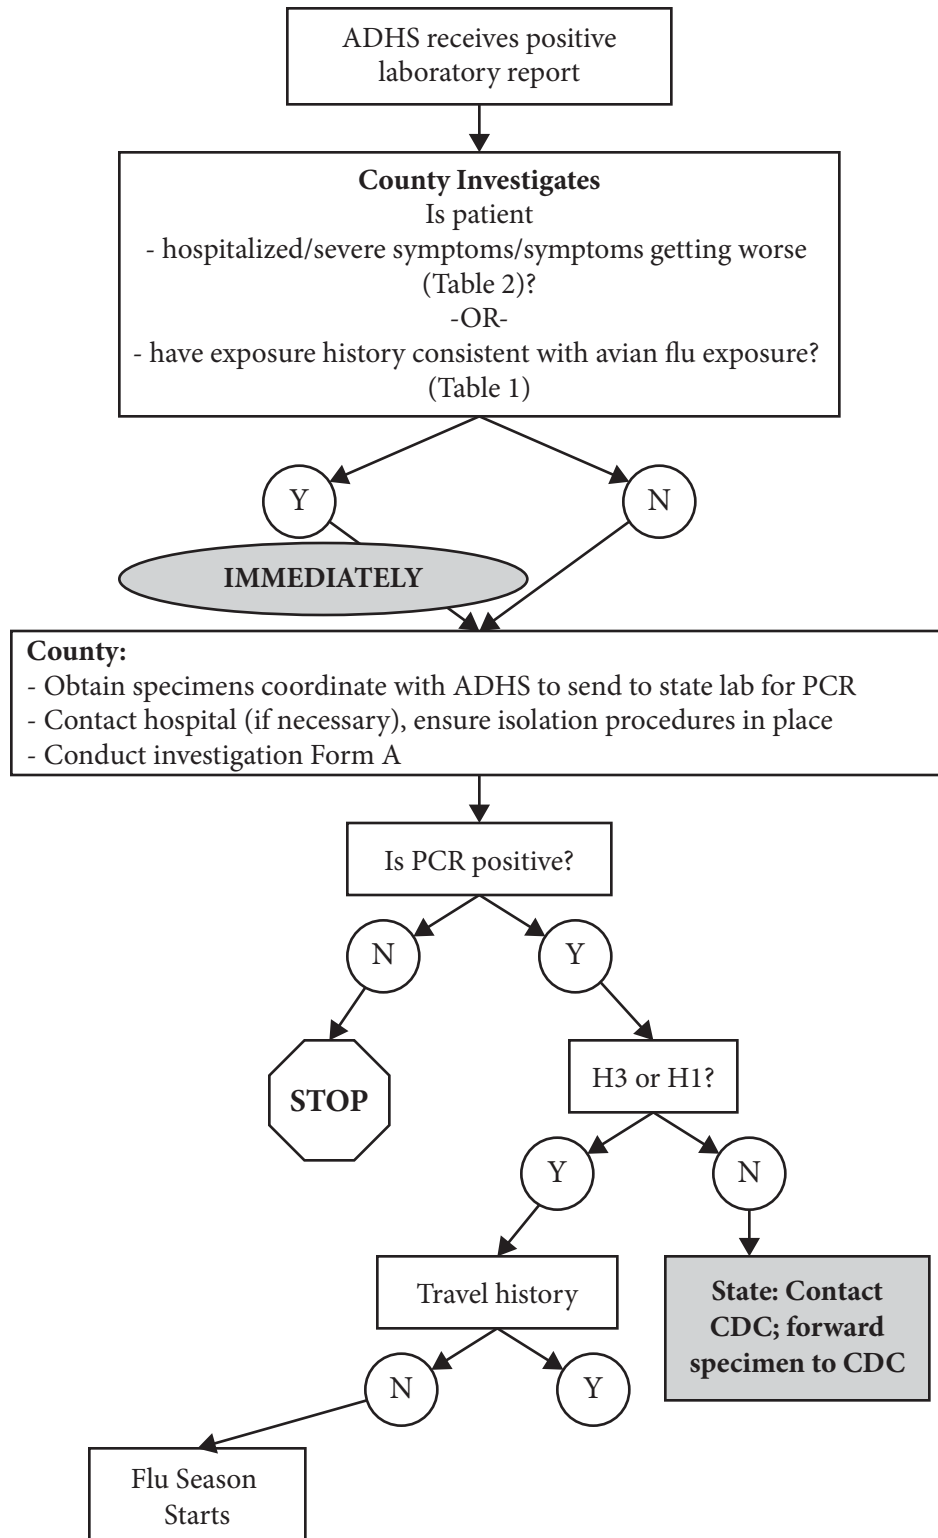 ADHS receives positive
laboratory report
County Investigates
Is patient
- hospitalized/severe symptoms/symptoms getting worse
(Table 2)?
-OR-
- have exposure history consistent with avian flu exposure?
(Table 1)
Y
N
IMMEDIATELY
County:
- Obtain specimens coordinate with ADHS to send to state lab for PCR
- Contact hospital (if necessary), ensure isolation procedures in place
- Conduct investigation Form A
Is PCR positive?
N
Y
STOP
H3 or H1?
Y
N
Travel history
State: Contact
CDC; forward
specimen to CDC
N
Y
Flu Season
Starts